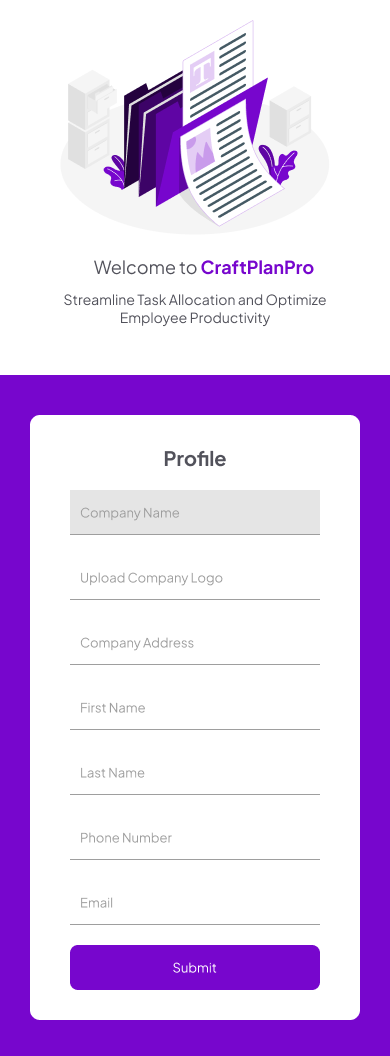 Welcome to CraftPlanPro
Streamline Task Allocation and Optimize
Employee Productivity
Profile
Company Name
Upload Company Logo
Company Address
First Name
Last Name
Phone Number
Email
Submit